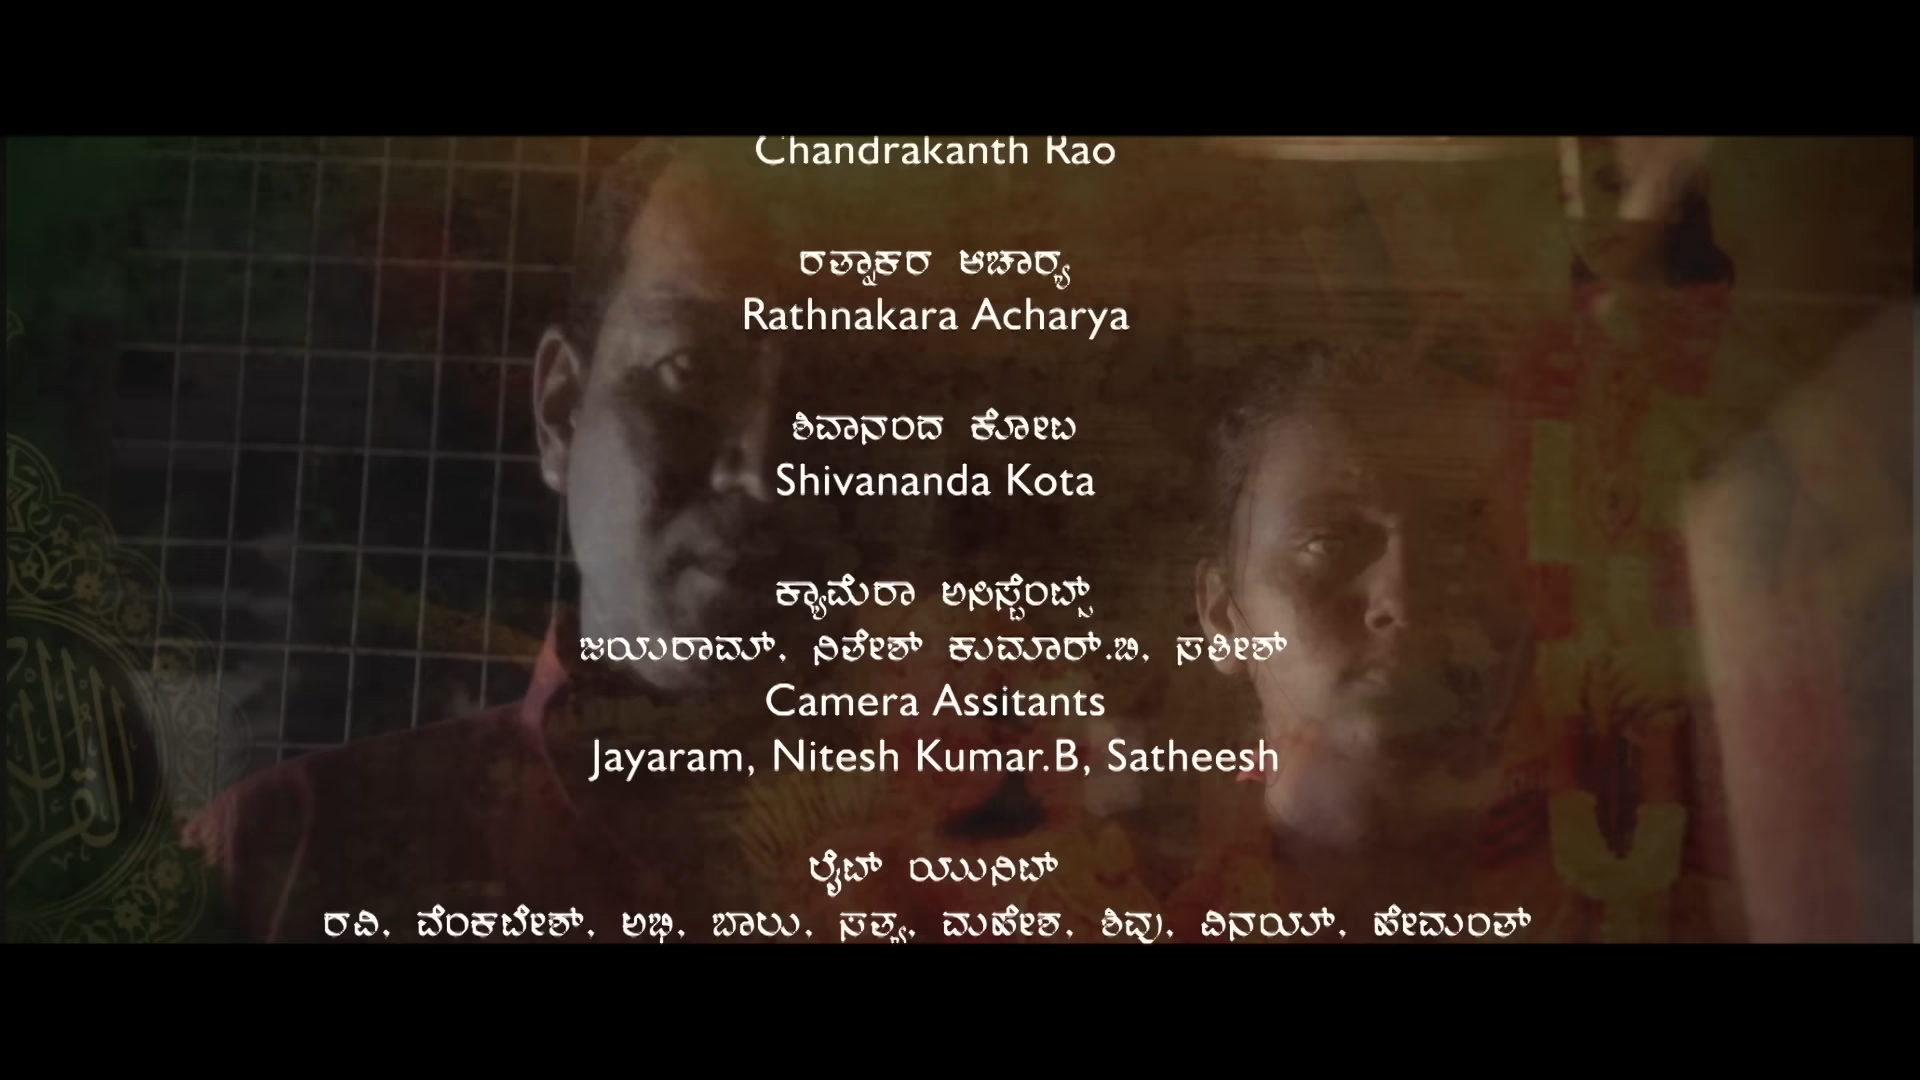 Chandrakanth Rao
ರತ್ನಾಕರ ಆಚಾರ್ಯ
Rathnakara Acharya
ಶಿವಾನಂದ ಕೋಟ
Shivananda Kota
ಕ್ಯಾಮೆರಾ ಅಸಿಸ್ಟೆಂಟ್ಸ್
ಜಯರಾಮ್, ನಿತೇಶ್ ಕುಮಾರ್.ಬಿ, ಸತೀಶ್
Camera Assitants
Jayaram, Nitesh Kumar.B, Satheesh
ಲೈಟ್ ಯುನಿಟ್
ರವಿ, ವೆಂಕಟೇಶ್, ಅಭಿ, ಬಾಲು, ಸತ್ಯ, ಮಹೇಶ, ಶಿವು, ವಿನಯ್, ಹೇಮಂತ್